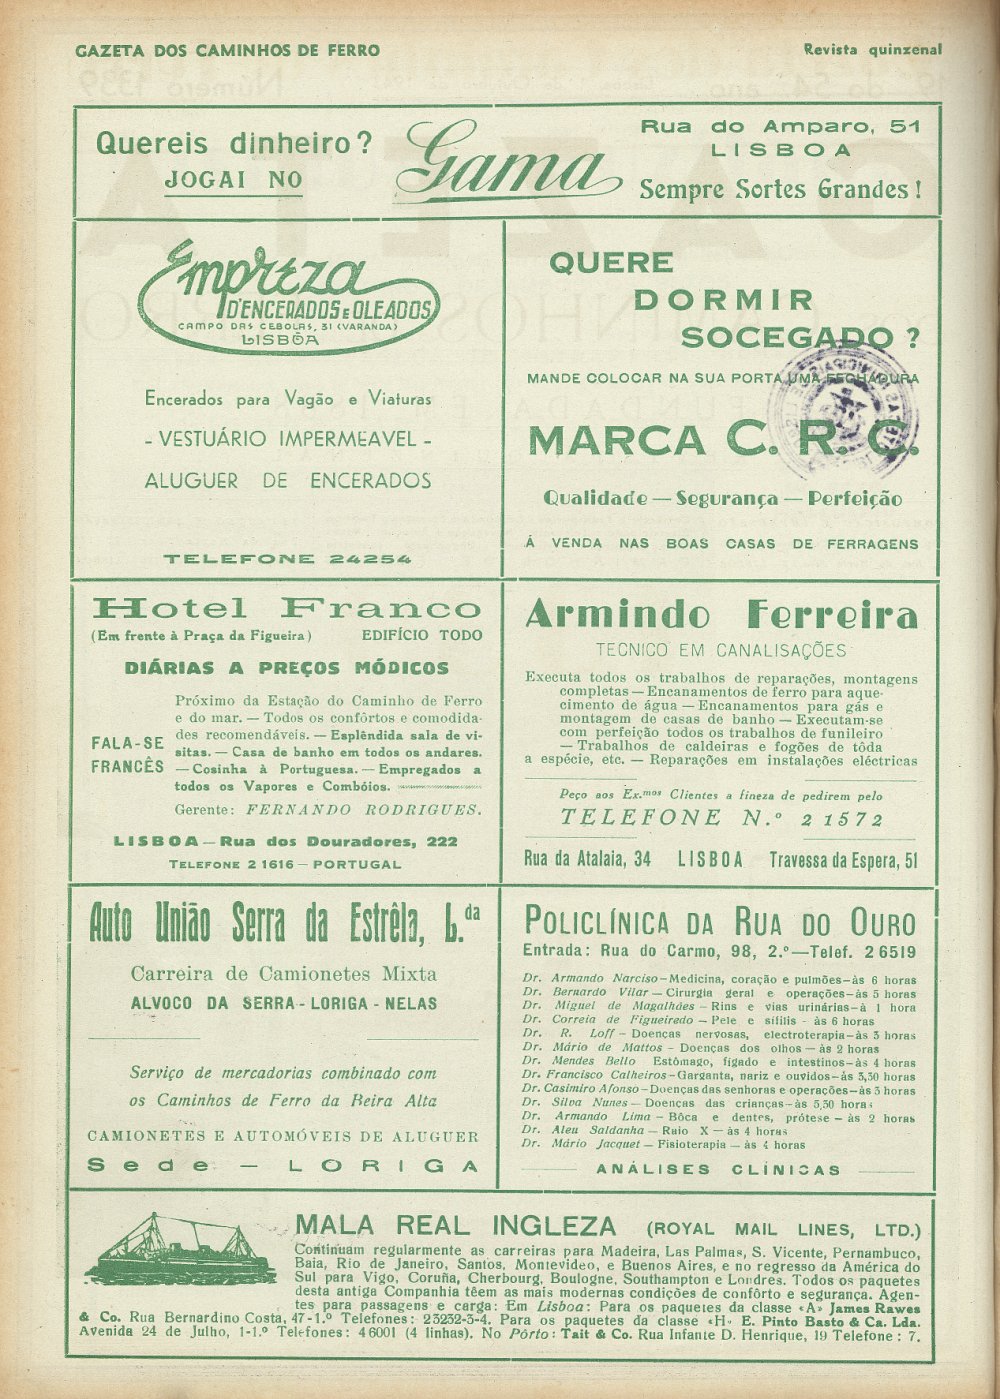 GAZETA DOS CAMINHOS DE FERRO
Revista quinzenal
Quereis dinheiro?
JOGAI NO
Gama
Rua do Amparo, 51
LISBOA
Sempre Sortes Grandes!
Empreza
D'ENCERADOS E OLEADOS
CAMPO DAS CEBOLAS, 31 (VARANDA)
LISBÔA
Encerados para Vagão e Viaturas
- VESTUÁRIO IMPERMEAVEL -
ALUGUER DE ENCERADOS
TELEFONE 24254
QUERE
DORMIR
SOCEGADO?
MANDE COLOCAR NA SUA PORTA UMA FECHADURA
MARCA C. R. C.
Qualidade — Segurança — Perfeição
Á VENDA NAS BOAS CASAS DE FERRAGENS
Hotel Franco
(Em frente à Praça da Figueira) EDIFÍCIO TODO
DIÁRIAS A PREÇOS MÓDICOS
FALA-SE
FRANCÊS
Próximo da Estação do Caminho de Ferro
e do mar. — Todos os confôrtos e comodida-
des recomendáveis. — Esplêndida sala de vi-
sitas. — Casa de banho em todos os andares.
— Cosinha à Portuguesa. — Empregados a
todos os Vapores e Combóios.
Gerente: FERNANDO RODRIGUES.
LISBOA — Rua dos Douradores, 222
TELEFONE 2 1616 — PORTUGAL
Armindo Ferreira
TECNICO EM CANALISAÇÕES
Executa todos os trabalhos de reparações, montagens
completas — Encanamentos de ferro para aque-
cimento de água — Encanamentos para gás e
montagem de casas de banho — Executam-se
com perfeição todos os trabalhos de funileiro
— Trabalhos de caldeiras e fogões de tôda
a espécie, etc. — Reparações em instalações eléctricas
Peço aos Ex.mos Clientes a fineza de pedirem pelo
TELEFONE N.º 2 1572
Rua da Atalaia, 34 LISBOA Travessa da Espera, 51
Auto União Serra da Estrêla, L.da
Carreira de Camionetes Mixta
ALVOCO DA SERRA - LORIGA - NELAS
Serviço de mercadorias combinado com
os Caminhos de Ferro da Beira Alta
CAMIONETES E AUTOMÓVEIS DE ALUGUER
Sede — LORIGA
POLICLÍNICA DA RUA DO OURO
Entrada: Rua do Carmo, 98, 2.º — Telef. 2 6519
Dr. Armando Narciso — Medicina, coração e pulmões — às 6 horas
Dr. Bernardo Vilar — Cirurgia geral e operações — às 5 horas
Dr. Miguel de Magalhães — Rins e vias urinárias — à 1 hora
Dr. Correia de Figueiredo — Pele e sífilis - às 6 horas
Dr. R. Loff — Doenças nervosas, electroterapia — às 3 horas
Dr. Mário de Mattos - Doenças dos olhos — às 2 horas
Dr. Mendes Bello Estômago, fígado e intestinos — às 4 horas
Dr. Francisco Calheiros — Garganta, nariz e ouvidos — às 3,30 horas
Dr. Casimiro Afonso — Doenças das senhoras e operações — às 3 horas
Dr. Silva Nunes — Doenças das crianças — às 5,30 horas
Dr. Armando Lima — Bôca e dentes, prótese — às 2 horas
Dr. Aleu Saldanha — Raio X — às 4 horas
Dr. Mário Jacquet — Fisioterapia — às 4 horas
ANÁLISES CLÍNICAS
MALA REAL INGLEZA (ROYAL MAIL LINES, LTD.)
Continuam regularmente as carreiras para Madeira, Las Palmas, S. Vicente, Pernambuco,
Baia, Rio de Janeiro, Santos, Montevideo, e Buenos Aires, e no regresso da América do
Sul para Vigo, Coruña, Cherbourg, Boulogne, Southampton e Londres. Todos os paquetes
desta antiga Companhia têem as mais modernas condições de confôrto e segurança. Agen-
tes para passagens e carga: Em Lisboa: Para os paquetes da classe «A» James Rawes
& Co. Rua Bernardino Costa, 47-1.º Telefones: 23232-3-4. Para os paquetes da classe «H» E. Pinto Basto & Ca. Lda.
Avenida 24 de Julho, 1-1.º Telefones: 4 6001 (4 linhas). No Pôrto: Tait & Co. Rua Infante D. Henrique, 19 Telefone: 7.